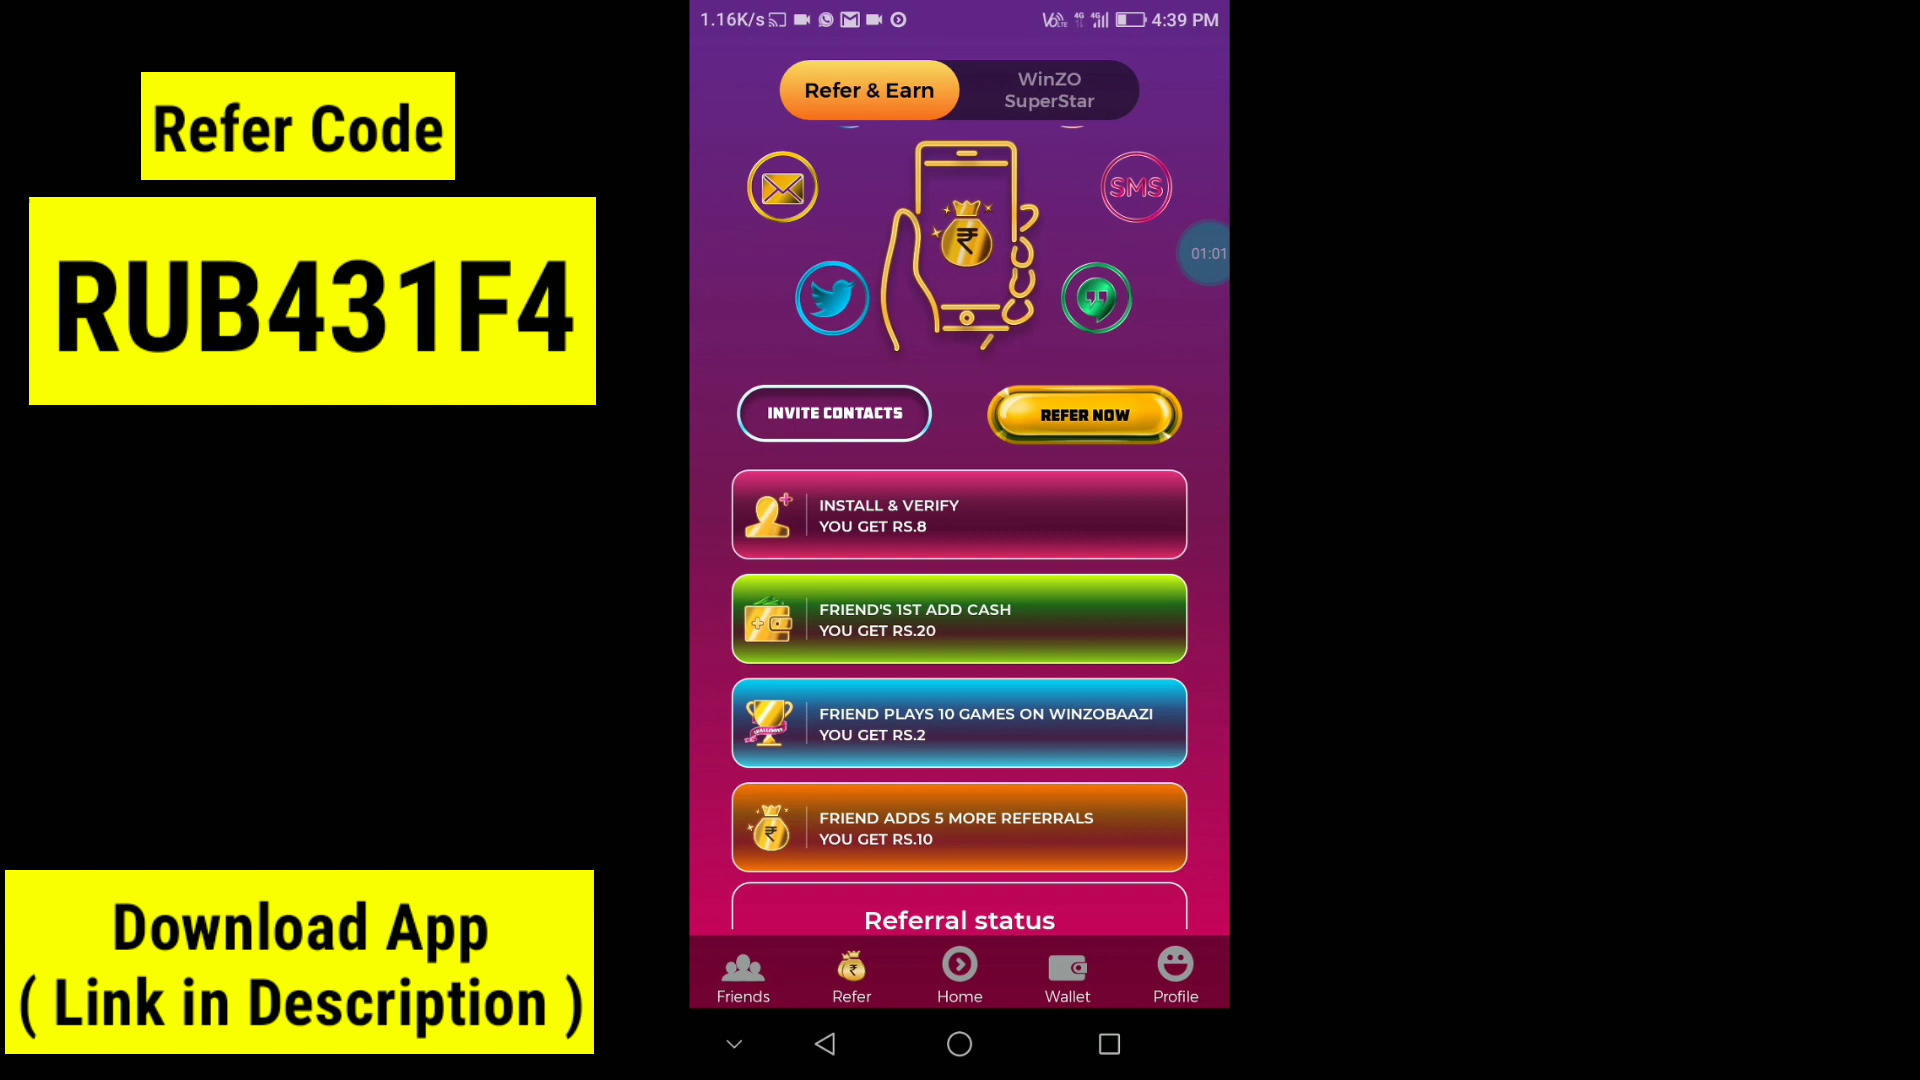 Refer Code
RUB431F4
Download App
( Link in Description )
1.16K/s
4G
4G
4:39 PM
Refer & Earn
WinZO
SuperStar
SMS
01:01
INVITE CONTACTS
REFER NOW
INSTALL & VERIFY
YOU GET RS.8
FRIEND'S 1ST ADD CASH
YOU GET RS.20
FRIEND PLAYS 10 GAMES ON WINZOBAAZI
YOU GET RS.2
FRIEND ADDS 5 MORE REFERRALS
YOU GET RS.10
Referral status
Friends
Refer
Home
Wallet
Profile